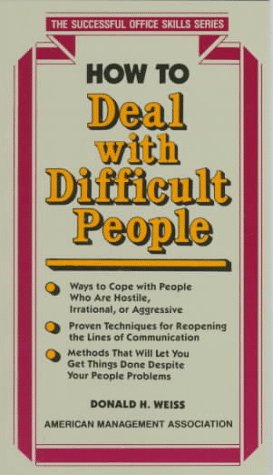 THE SUCCESSFUL OFFICE SKILLS SERIES
HOW TO
Deal
with
Difficult
People
Ways to Cope with People
Who Are Hostile,
Irrational, or Aggressive
Proven Techniques for Reopening
the Lines of Communication
Methods That Will Let You
Get Things Done Despite
Your People Problems
DONALD H. WEISS
AMERICAN MANAGEMENT ASSOCIATION